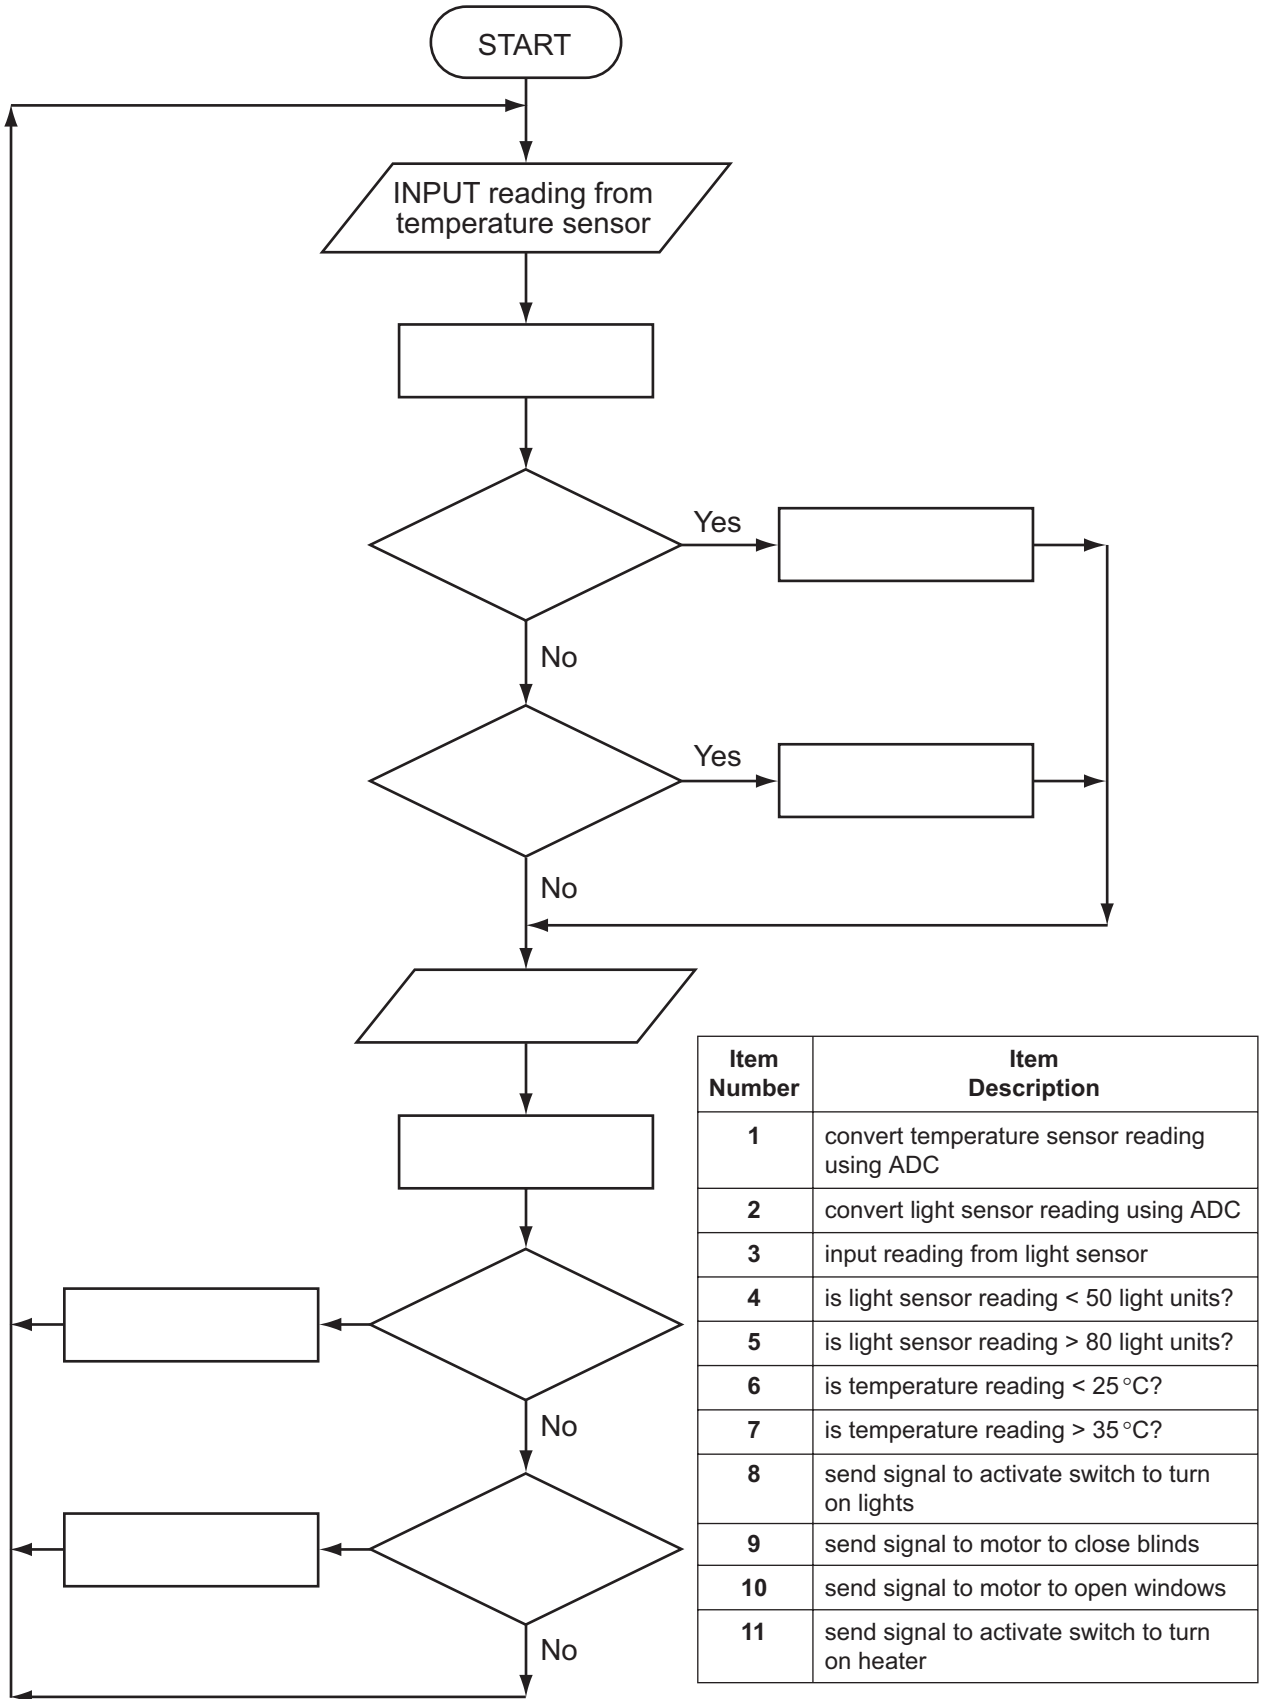 START
INPUT reading from
temperature sensor
Yes
No
Yes
No
No
No
Item
Number
Item
Description
1
convert temperature sensor reading
using ADC
2
convert light sensor reading using ADC
3
input reading from light sensor
4
is light sensor reading < 50 light units?
5
is light sensor reading > 80 light units?
6
is temperature reading < 25 °C?
7
is temperature reading > 35 °C?
8
send signal to activate switch to turn
on lights
9
send signal to motor to close blinds
10
send signal to motor to open windows
11
send signal to activate switch to turn
on heater